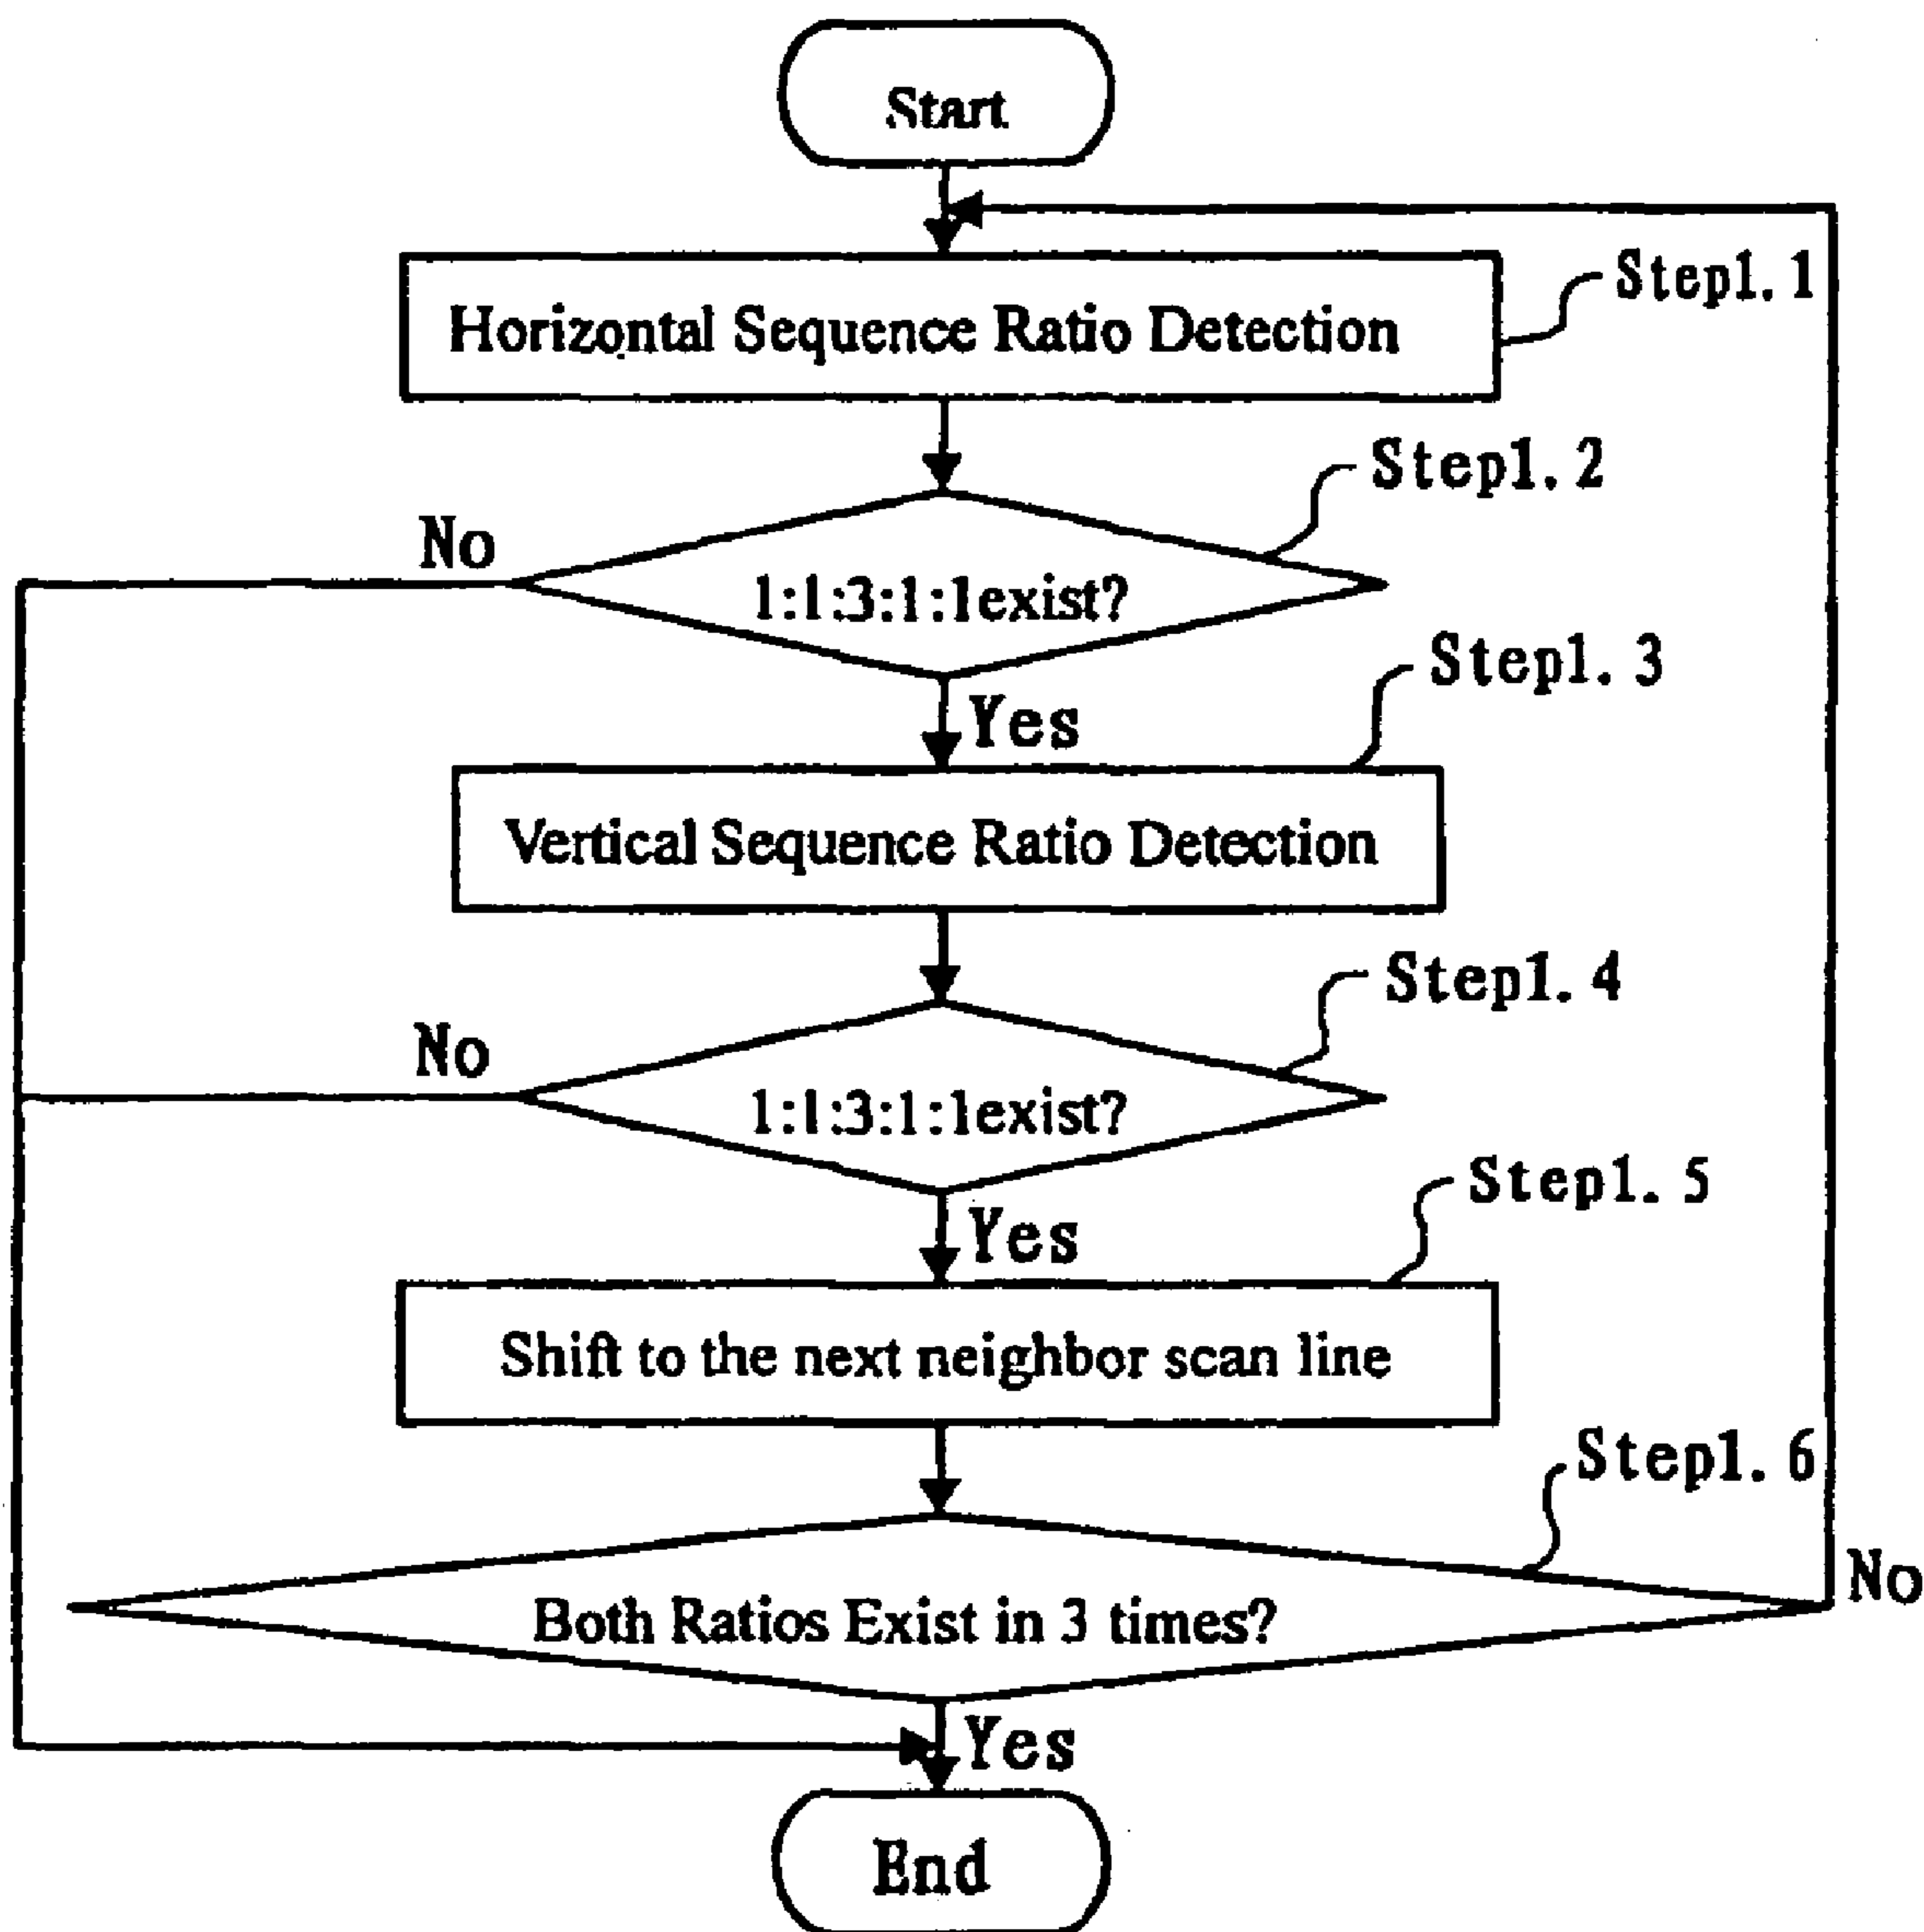 Start
Step1. 1
Horizontal Sequence Ratio Detection
Step1. 2
No
1:1:3:1:1exist?
Step1. 3
Yes
Vertical Sequence Ratio Detection
Step1. 4
No
1:1:3:1:1exist?
Step1. 5
Yes
Shift to the next neighbor scan line
Step1. 6
No
Both Ratios Exist in 3 times?
Yes
End